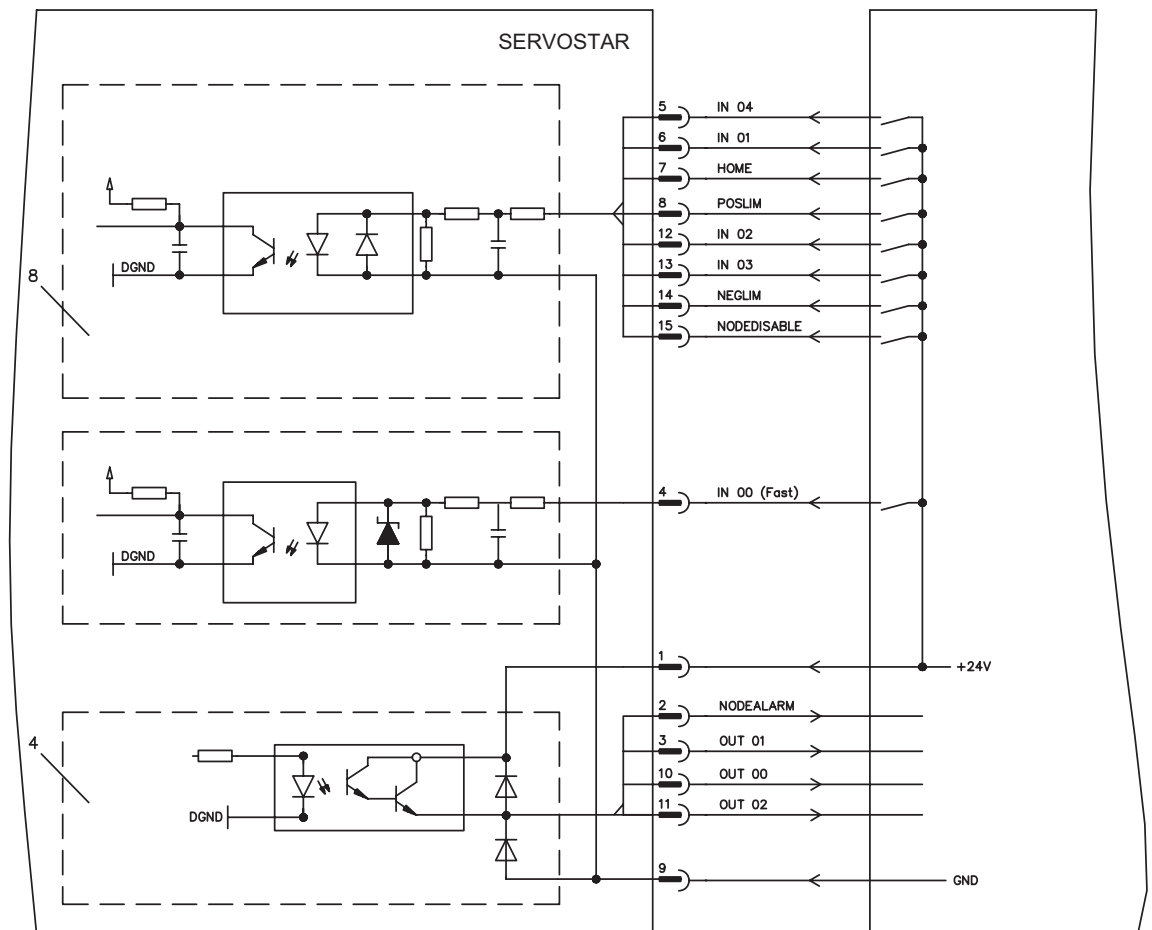 SERVOSTAR
5 IN 04
6 IN 01
7 HOME
8 POSLIM
12 IN 02
13 IN 03
14 NEGLIM
15 NODEDISABLE
DGND
8
4 IN 00 (Fast)
DGND
1 +24V
2 NODEALARM
3 OUT 01
10 OUT 00
11 OUT 02
4
DGND
9 GND